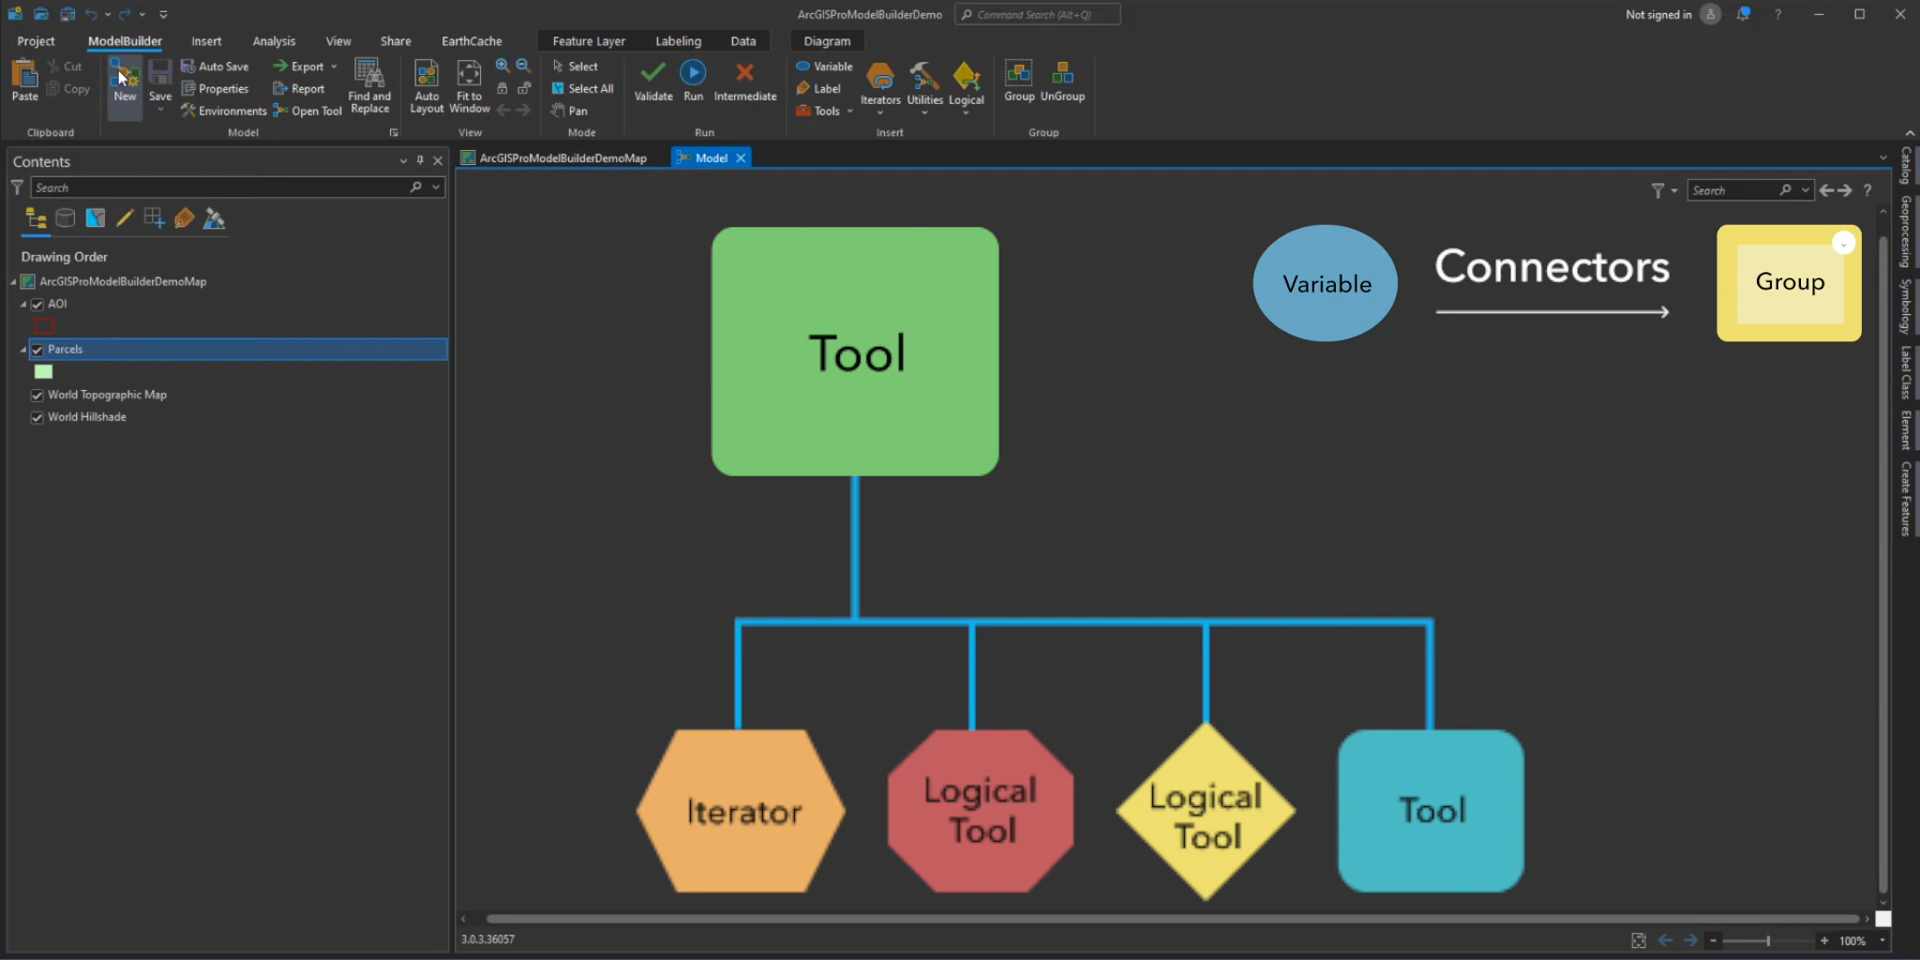 ArcGISProModelBuilderDemo
Command Search (Alt+Q)
Not signed in
?
Project
ModelBuilder
Insert
Analysis
View
Share
EarthCache
Feature Layer
Labeling
Data
Diagram
Paste
Cut
Copy
Clipboard
New
Save
Auto Save
Properties
Environments
Export
Report
Open Tool
Find and
Replace
Model
Auto
Layout
Fit to
Window
View
Select
Select All
Pan
Mode
Validate
Run
Intermediate
Run
Variable
Label
Tools
Iterators
Utilities
Logical
Insert
Group
UnGroup
Group
Contents
Search
Drawing Order
ArcGISProModelBuilderDemoMap
AOI
Parcels
World Topographic Map
World Hillshade
ArcGISProModelBuilderDemoMap
Model
Search
?
Tool
Variable
Connectors
Group
Iterator
Logical
Tool
Logical
Tool
Tool
Catalog
Geoprocessing
Symbology
Label Class
Element
Create Features
3.0.3.36057
100%